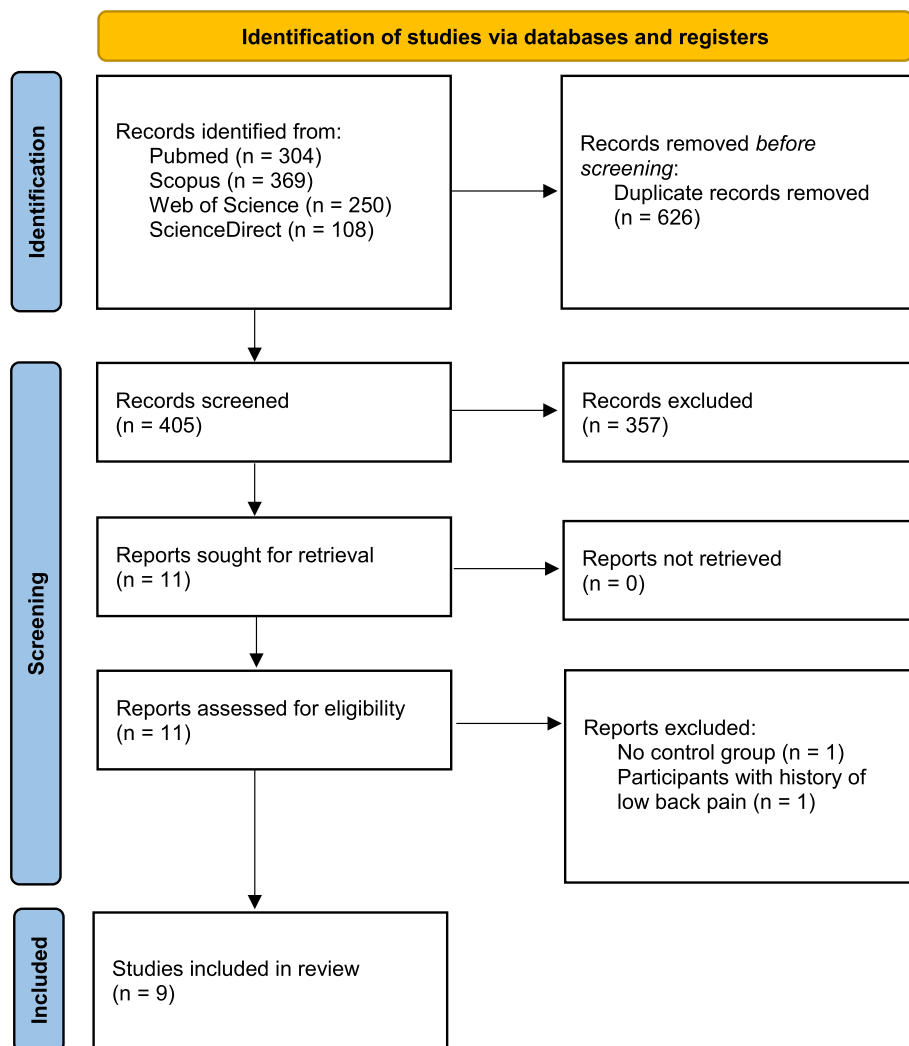 Identification of studies via databases and registers
Identification
Records identified from:
Pubmed (n = 304)
Scopus (n = 369)
Web of Science (n = 250)
ScienceDirect (n = 108)
Records removed before
screening:
Duplicate records removed
(n = 626)
Screening
Records screened
(n = 405)
Records excluded
(n = 357)
Reports sought for retrieval
(n = 11)
Reports not retrieved
(n = 0)
Reports assessed for eligibility
(n = 11)
Reports excluded:
No control group (n = 1)
Participants with history of
low back pain (n = 1)
Included
Studies included in review
(n = 9)